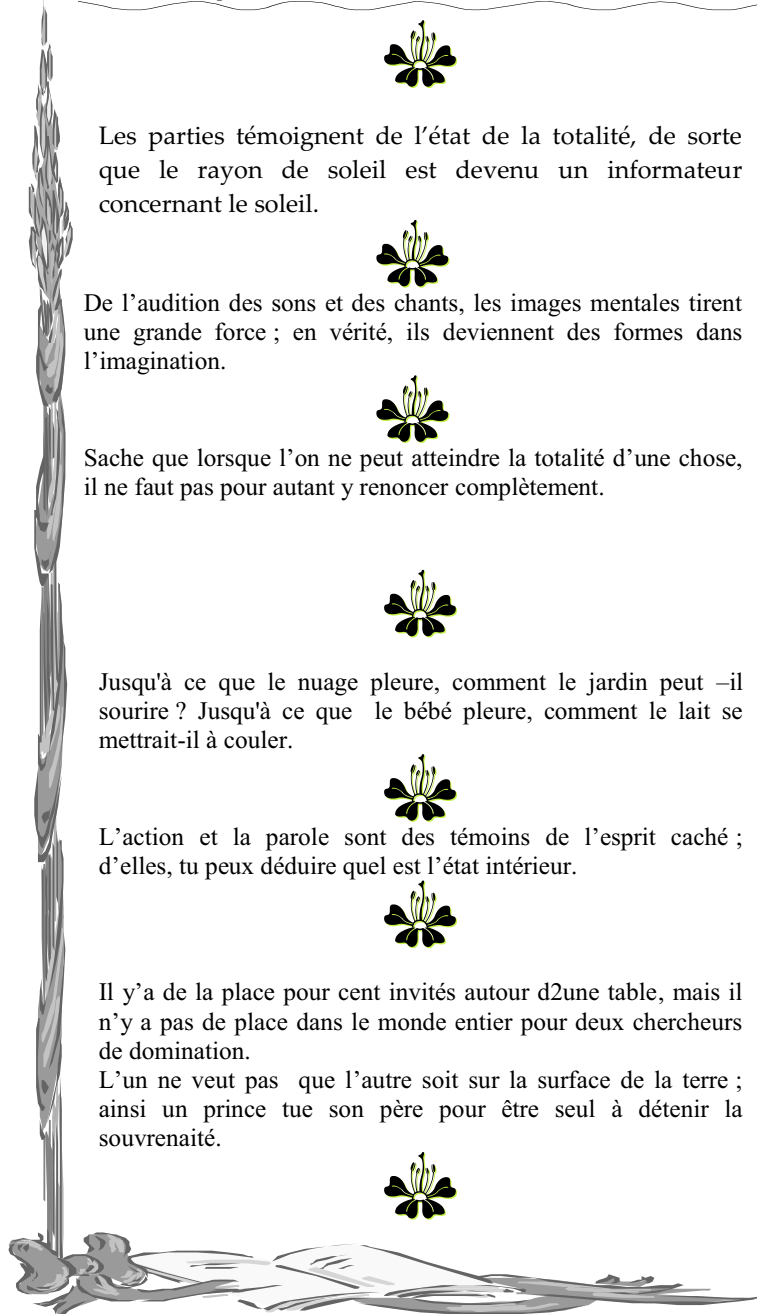 Les parties témoignent de l’état de la totalité, de sorte
que le rayon de soleil est devenu un informateur
concernant le soleil.
De l’audition des sons et des chants, les images mentales tirent
une grande force ; en vérité, ils deviennent des formes dans
l’imagination.
Sache que lorsque l’on ne peut atteindre la totalité d’une chose,
il ne faut pas pour autant y renoncer complètement.
Jusqu'à ce que le nuage pleure, comment le jardin peut –il
sourire ? Jusqu'à ce que le bébé pleure, comment le lait se
mettrait-il à couler.
L’action et la parole sont des témoins de l’esprit caché ;
d’elles, tu peux déduire quel est l’état intérieur.
Il y’a de la place pour cent invités autour d2une table, mais il
n’y a pas de place dans le monde entier pour deux chercheurs
de domination.
L’un ne veut pas que l’autre soit sur la surface de la terre ;
ainsi un prince tue son père pour être seul à détenir la
souvrenaité.